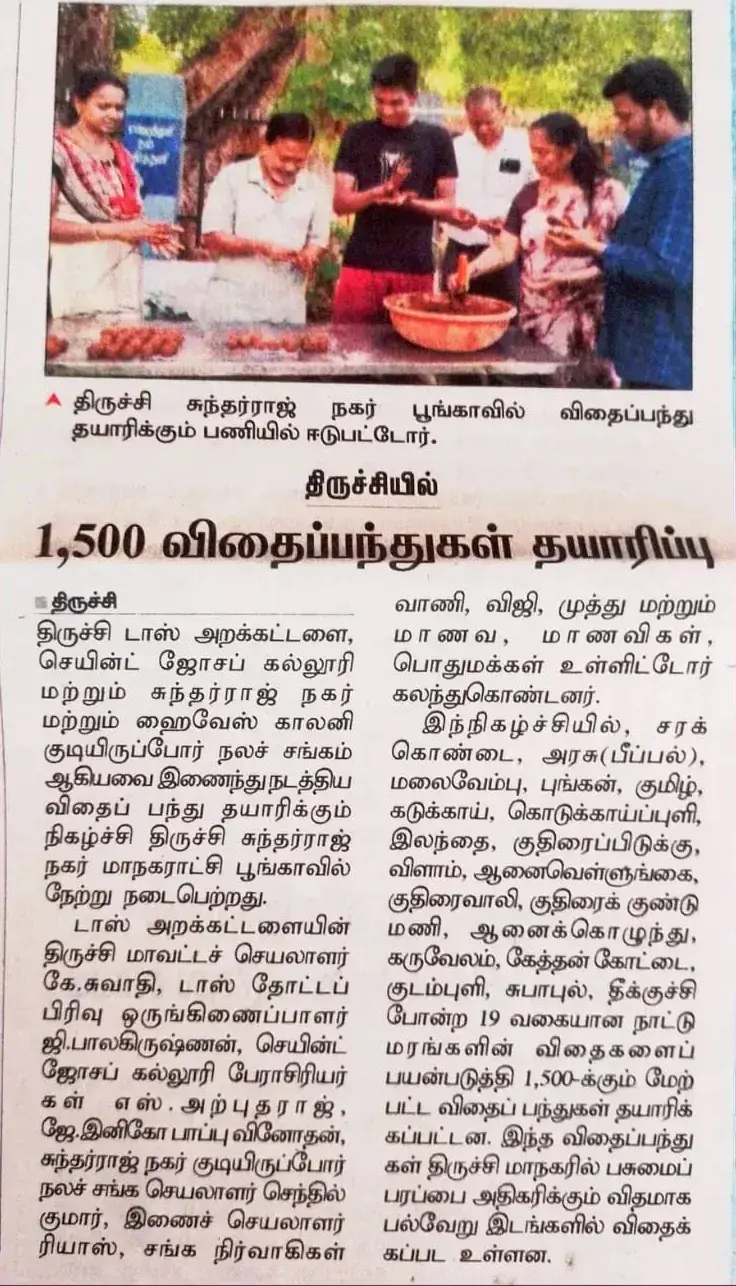 திருச்சி சுந்தர்ராஜ் நகர் பூங்காவில் விதைப்பந்து
தயாரிக்கும் பணியில் ஈடுபட்டோர்.
திருச்சியில்
1,500 விதைப்பந்துகள் தயாரிப்பு
திருச்சி
திருச்சி டாஸ் அறக்கட்டளை,
செயின்ட் ஜோசப் கல்லூரி
மற்றும் சுந்தர்ராஜ் நகர்
மற்றும் ஹைவேஸ் காலனி
குடியிருப்போர் நலச் சங்கம்
ஆகியவை இணைந்து நடத்திய
விதைப் பந்து தயாரிக்கும்
நிகழ்ச்சி திருச்சி சுந்தர்ராஜ்
நகர் மாநகராட்சி பூங்காவில்
நேற்று நடைபெற்றது.
டாஸ் அறக்கட்டளையின்
திருச்சி மாவட்டச் செயலாளர்
கே.சுவாதி, டாஸ் தோட்டப்
பிரிவு ஒருங்கிணைப்பாளர்
ஜி.பாலகிருஷ்ணன், செயின்ட்
ஜோசப் கல்லூரி பேராசிரியர்
கள் எஸ்.அற்புதராஜ்,
ஜே.இனிகோ பாப்பு வினோதன்,
சுந்தர்ராஜ் நகர் குடியிருப்போர்
நலச் சங்க செயலாளர் செந்தில்
குமார், இணைச் செயலாளர்
ரியாஸ், சங்க நிர்வாகிகள்
வாணி, விஜி, முத்து மற்றும்
மாணவ, மாணவிகள்,
பொதுமக்கள் உள்ளிட்டோர்
கலந்துகொண்டனர்.
இந்நிகழ்ச்சியில், சரக்
கொண்டை, அரசு(பீப்பல்),
மலைவேம்பு, புங்கன், குமிழ்,
கடுக்காய், கொடுக்காய்ப்புளி,
இலந்தை, குதிரைப்பிடுக்கு,
விளாம், ஆனைவெள்ளுங்கை,
குதிரைவாலி, குதிரைக் குண்டு
மணி, ஆனைக்கொழுந்து,
கருவேலம், கேத்தன் கோட்டை,
குடம்புளி, சுபாபுல், தீக்குச்சி
போன்ற 19 வகையான நாட்டு
மரங்களின் விதைகளைப்
பயன்படுத்தி 1,500-க்கும் மேற்
பட்ட விதைப் பந்துகள் தயாரிக்
கப்பட்டன. இந்த விதைப்பந்து
கள் திருச்சி மாநகரில் பசுமைப்
பரப்பை அதிகரிக்கும் விதமாக
பல்வேறு இடங்களில் விதைக்
கப்பட உள்ளன.